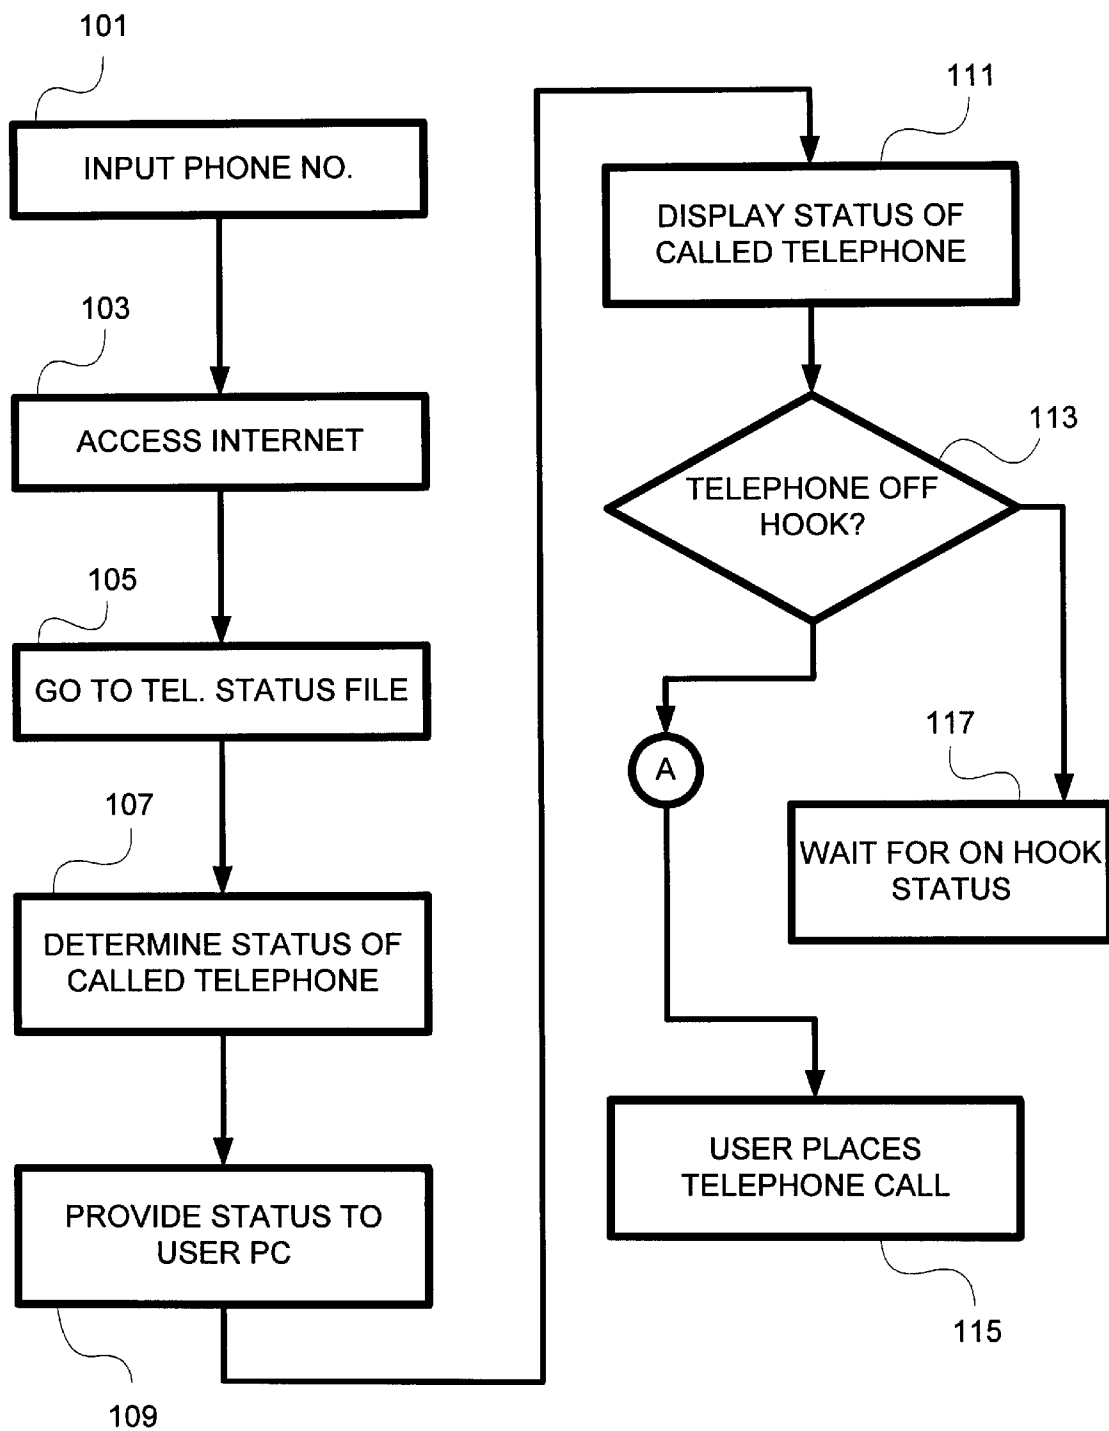 101
INPUT PHONE NO.
103
ACCESS INTERNET
105
GO TO TEL. STATUS FILE
107
DETERMINE STATUS OF
CALLED TELEPHONE
PROVIDE STATUS TO
USER PC
109
111
DISPLAY STATUS OF
CALLED TELEPHONE
113
TELEPHONE OFF
HOOK?
A
117
WAIT FOR ON HOOK
STATUS
USER PLACES
TELEPHONE CALL
115